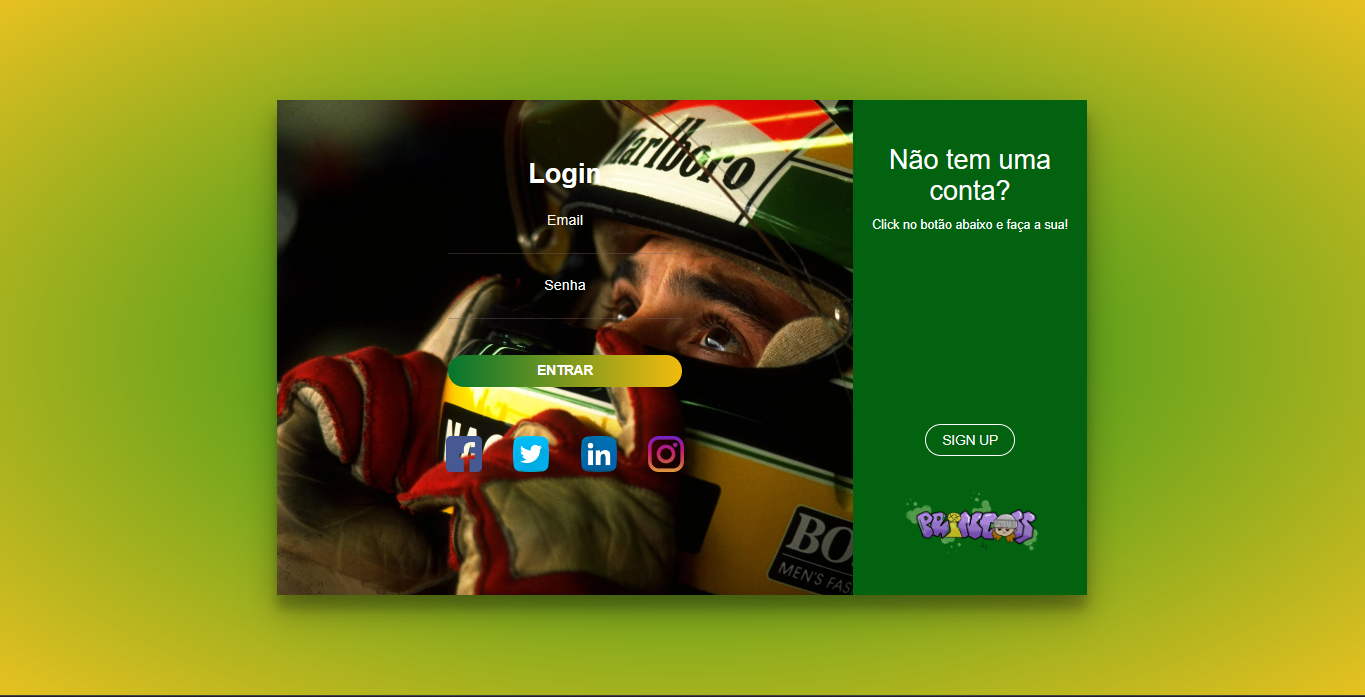 Marlboro
Login
Email
Senha
ENTRAR
NAC
BO
MEN'S FAS
Não tem uma
conta?
Click no botão abaixo e faça a sua!
SIGN UP